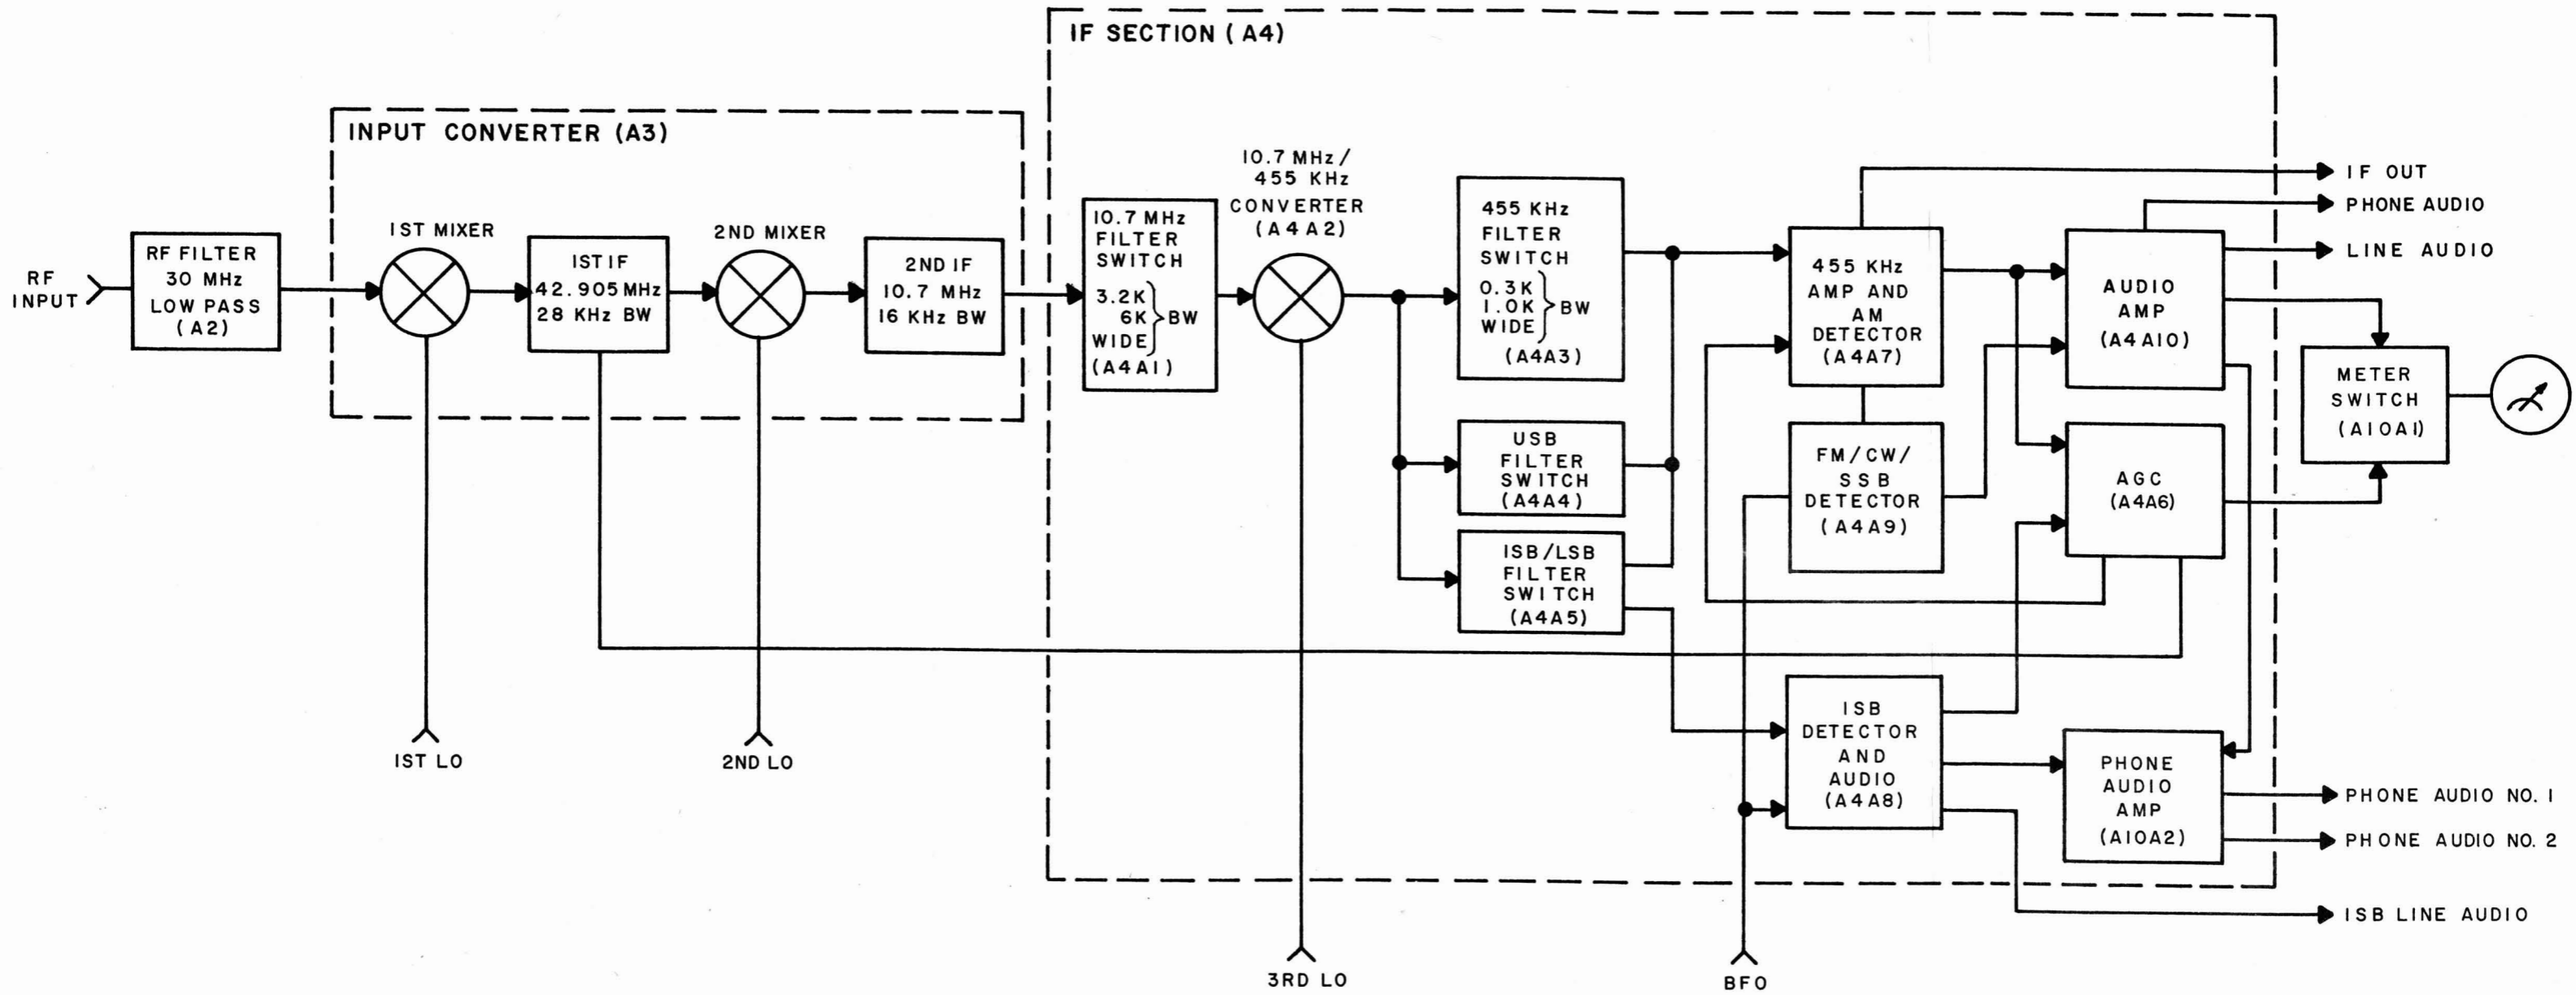 IF SECTION (A4)
INPUT CONVERTER (A3)
RF
INPUT
RF FILTER
30 MHz
LOW PASS
(A2)
1ST MIXER
1ST IF
42.905 MHz
28 KHz BW
2ND MIXER
2ND IF
10.7 MHz
16 KHz BW
1ST LO
2ND LO
10.7 MHz
FILTER
SWITCH
3.2K
6K
WIDE
BW
(A4A1)
10.7 MHz/
455 KHz
CONVERTER
(A4A2)
3RD LO
455 KHz
FILTER
SWITCH
0.3K
1.0K
WIDE
BW
(A4A3)
USB
FILTER
SWITCH
(A4A4)
ISB/LSB
FILTER
SWITCH
(A4A5)
455 KHz
AMP AND
AM
DETECTOR
(A4A7)
FM/CW/
SSB
DETECTOR
(A4A9)
ISB
DETECTOR
AND
AUDIO
(A4A8)
BFO
AUDIO
AMP
(A4A10)
AGC
(A4A6)
PHONE
AUDIO
AMP
(A10A2)
IF OUT
PHONE AUDIO
LINE AUDIO
METER
SWITCH
(A10A1)
PHONE AUDIO NO. 1
PHONE AUDIO NO. 2
ISB LINE AUDIO